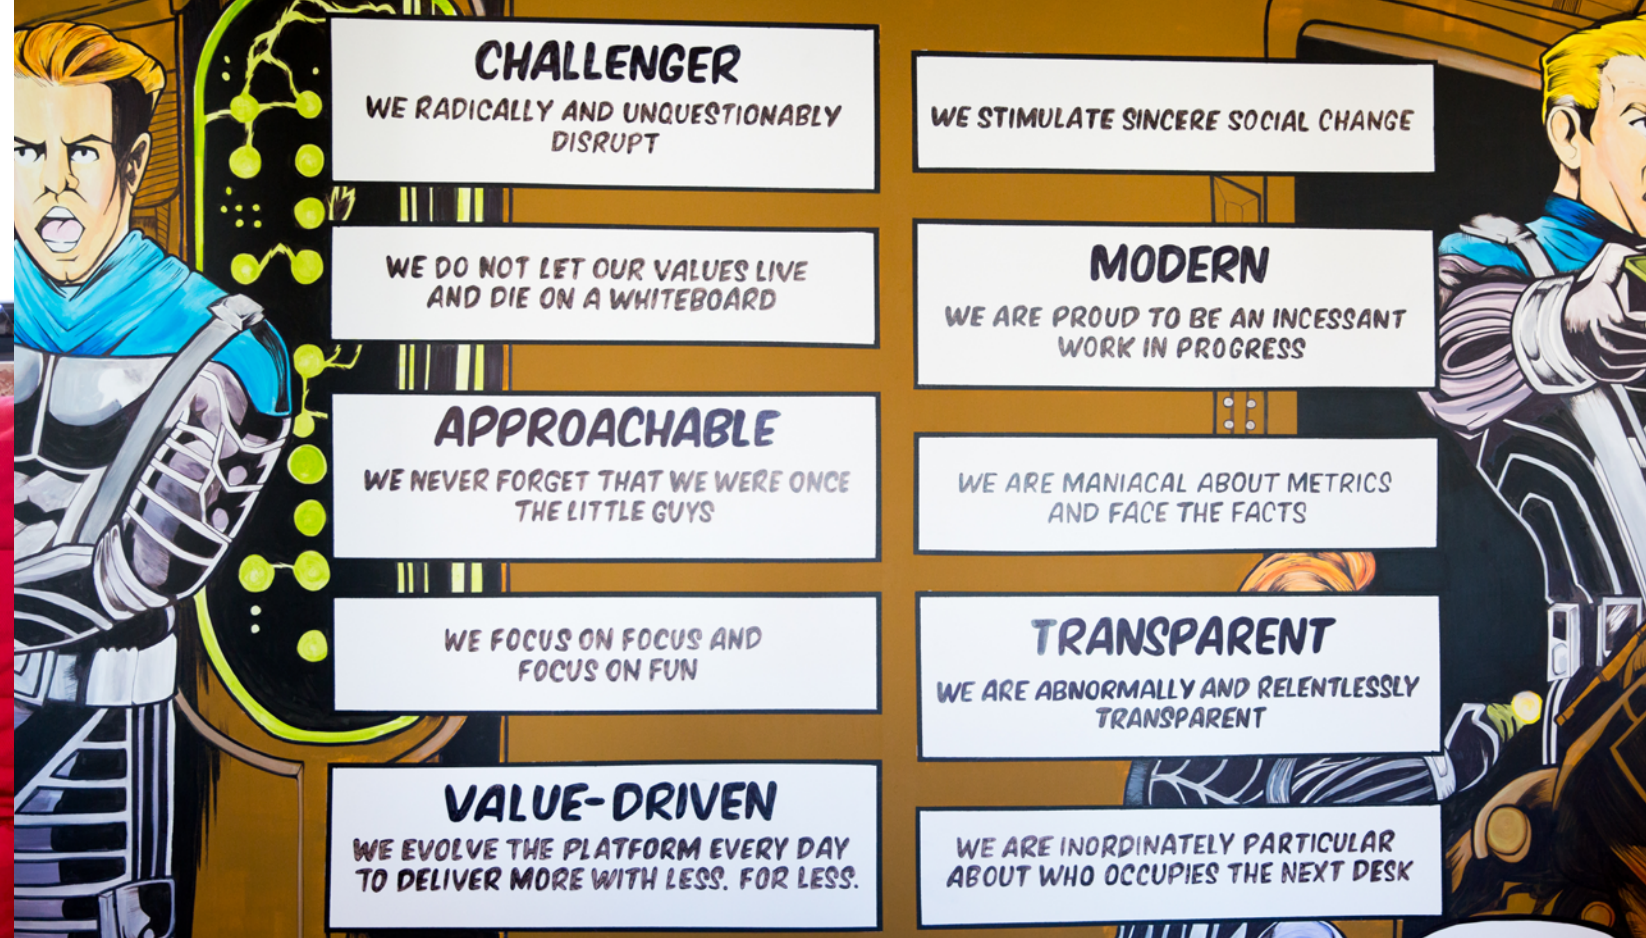 CHALLENGER
WE RADICALLY AND UNQUESTIONABLY
DISRUPT
WE DO NOT LET OUR VALUES LIVE
AND DIE ON A WHITEBOARD
APPROACHABLE
WE NEVER FORGET THAT WE WERE ONCE
THE LITTLE GUYS
WE FOCUS ON FOCUS AND
FOCUS ON FUN
VALUE-DRIVEN
WE EVOLVE THE PLATFORM EVERY DAY
TO DELIVER MORE WITH LESS. FOR LESS.
WE STIMULATE SINCERE SOCIAL CHANGE
MODERN
WE ARE PROUD TO BE AN INCESSANT
WORK IN PROGRESS
WE ARE MANIACAL ABOUT METRICS
AND FACE THE FACTS
TRANSPARENT
WE ARE ABNORMALLY AND RELENTLESSLY
TRANSPARENT
WE ARE INORDINATELY PARTICULAR
ABOUT WHO OCCUPIES THE NEXT DESK